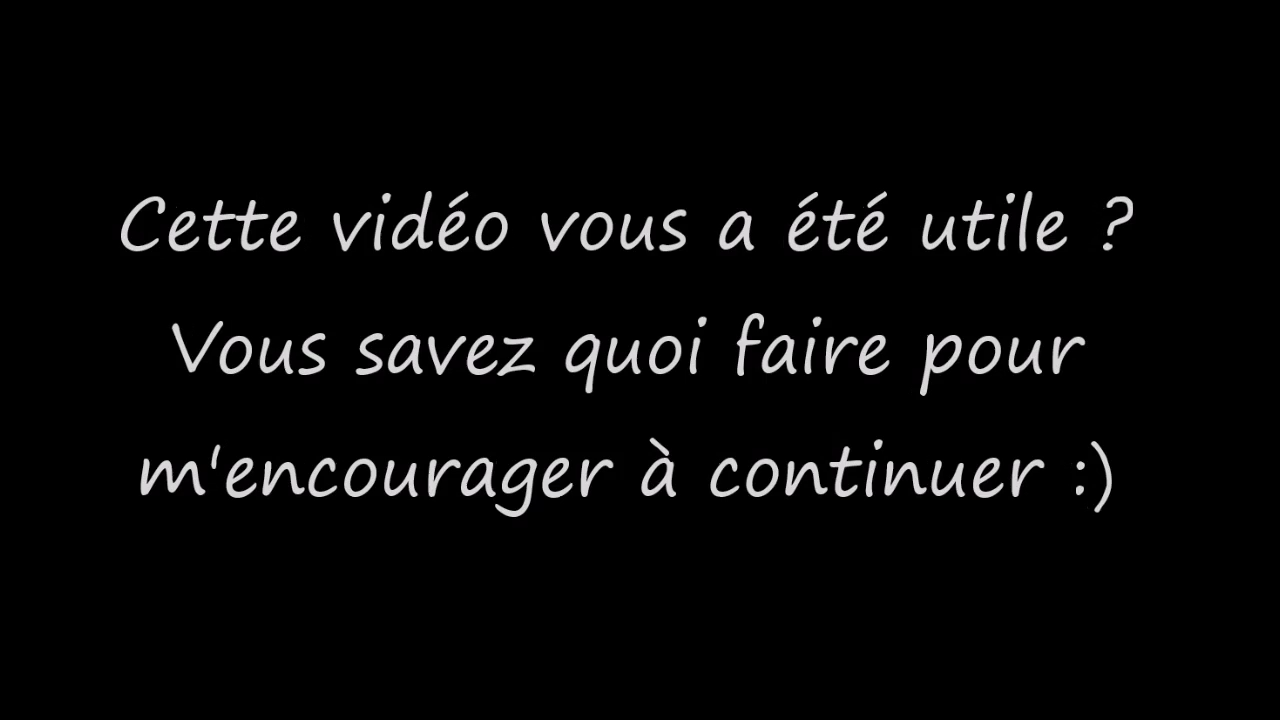 Cette vidéo vous a été utile ?
Vous savez quoi faire pour
m'encourager à continuer :)